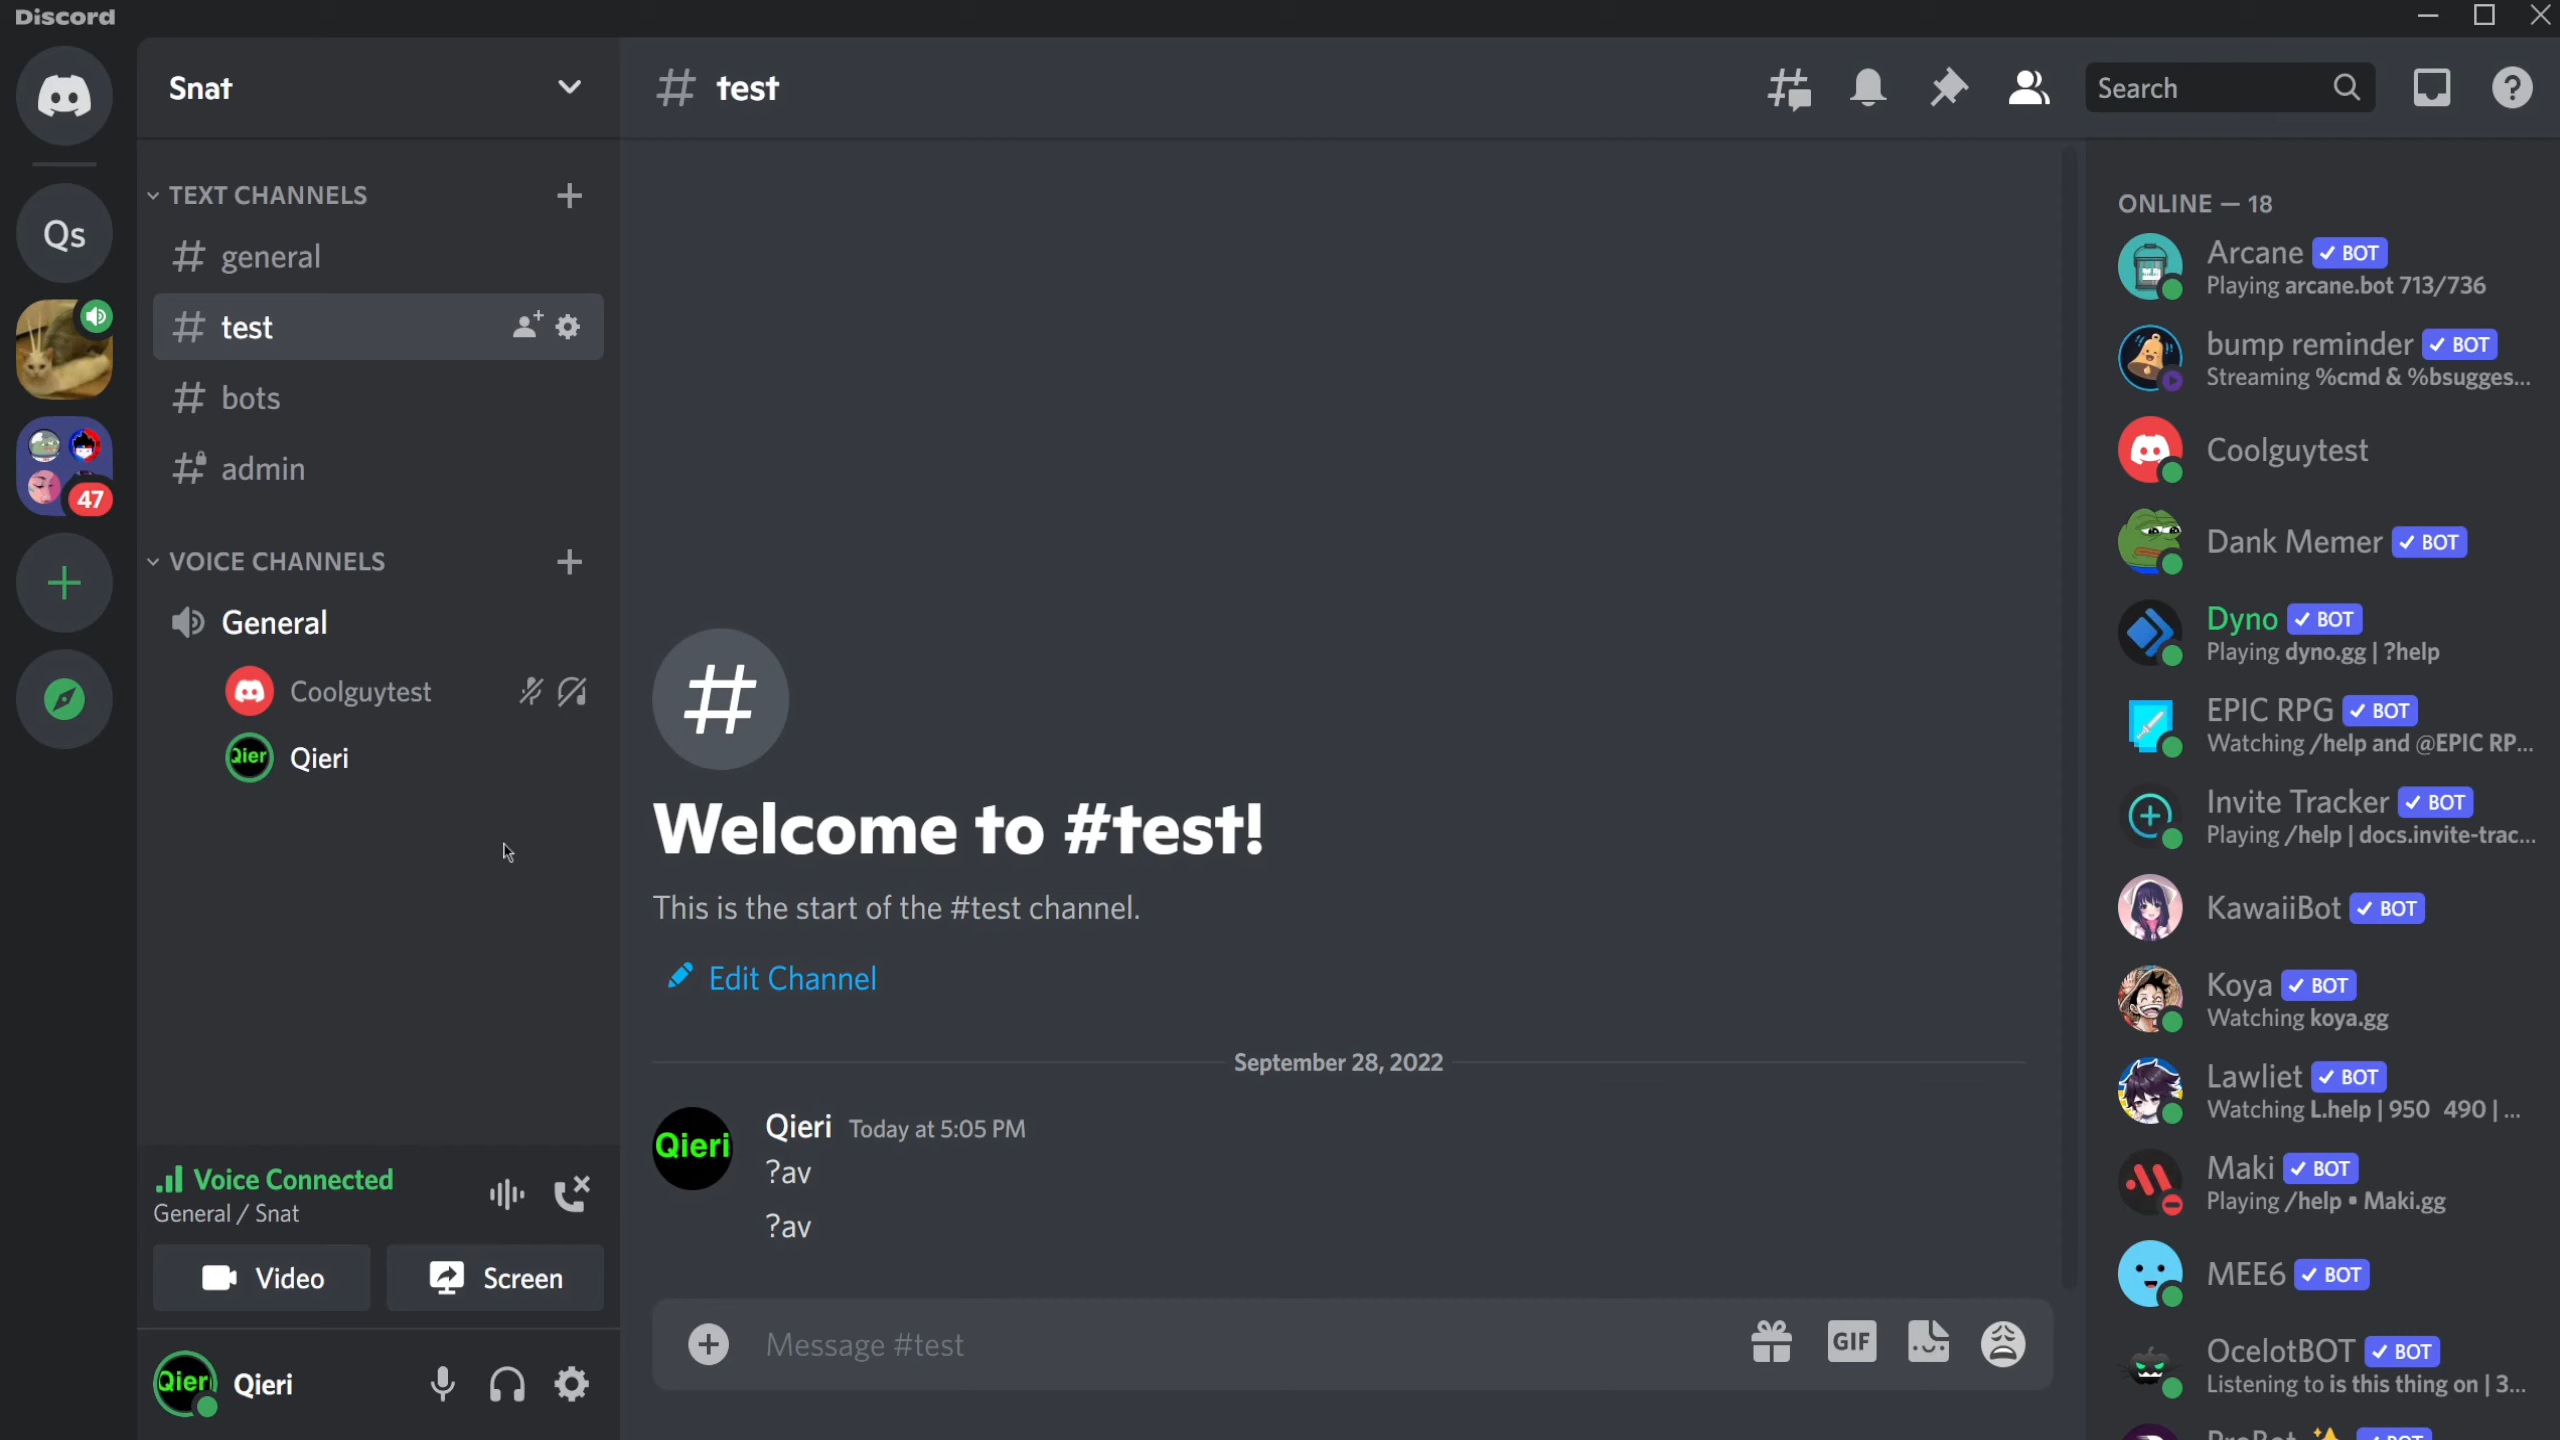 Discord
Snat
TEXT CHANNELS
general
test
bots
admin
VOICE CHANNELS
General
Coolguytest
Qieri
Voice Connected
General / Snat
Video
Screen
Qieri
Qs
47
# test
Search
Welcome to #test!
This is the start of the #test channel.
Edit Channel
September 28, 2022
Qieri
Qieri Today at 5:05 PM
?av
?av
Message #test
GIF
ONLINE — 18
Arcane BOT
Playing arcane.bot 713/736
bump reminder BOT
Streaming %cmd & %bsugges...
Coolguytest
Dank Memer BOT
Dyno BOT
Playing dyno.gg | ?help
EPIC RPG BOT
Watching /help and @EPIC RP...
Invite Tracker BOT
Playing /help | docs.invite-trac...
KawaiiBot BOT
Koya BOT
Watching koya.gg
Lawliet BOT
Watching L.help | 950 490 | ...
Maki BOT
Playing /help • Maki.gg
MEE6 BOT
OcelotBOT BOT
Listening to is this thing on | 3...